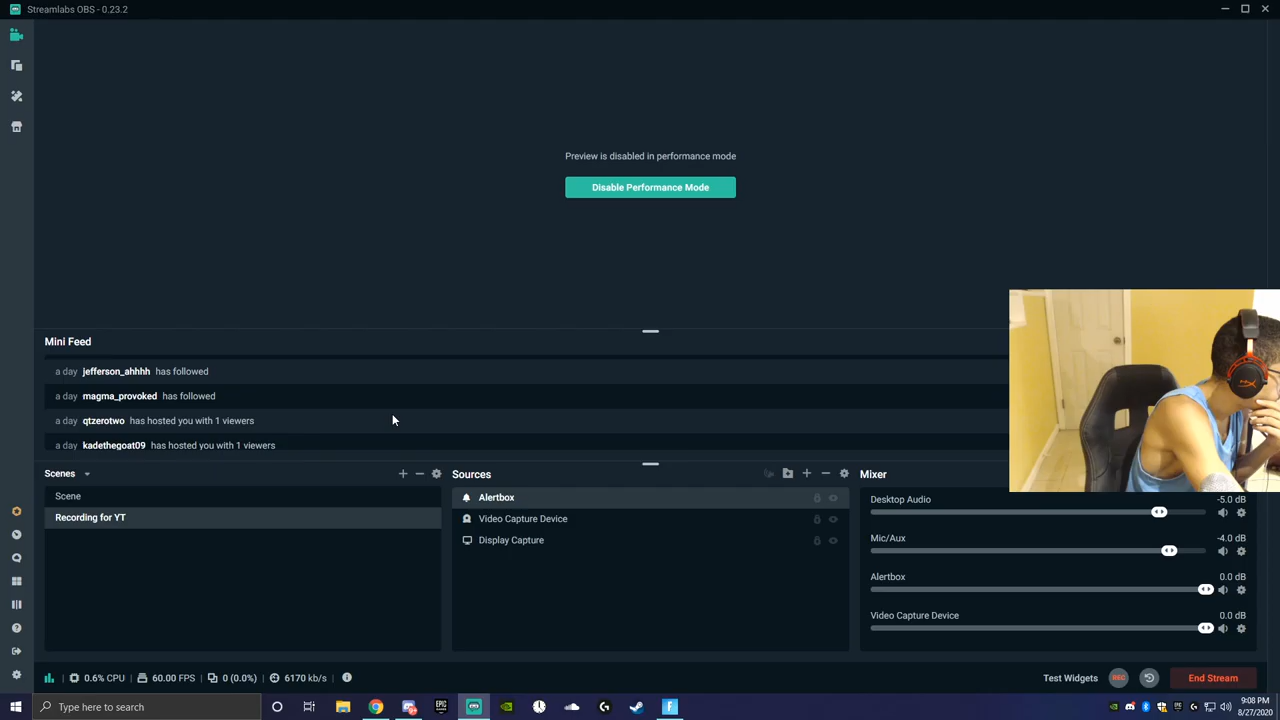 Streamlabs OBS - 0.23.2
Preview is disabled in performance mode
Disable Performance Mode
Mini Feed
a day jefferson_ahhhh has followed
a day magma_provoked has followed
a day qtzerotwo has hosted you with 1 viewers
a day kadethegoat09 has hosted you with 1 viewers
Scenes
Scene
Recording for YT
Sources
Alertbox
Video Capture Device
Display Capture
Mixer
Desktop Audio -5.0 dB
Mic/Aux -4.0 dB
Alertbox 0.0 dB
Video Capture Device 0.0 dB
0.6% CPU 60.00 FPS 0 (0.0%) 6170 kb/s Test Widgets REC End Stream
Type here to search
EPIC
9:08 PM
8/27/2020